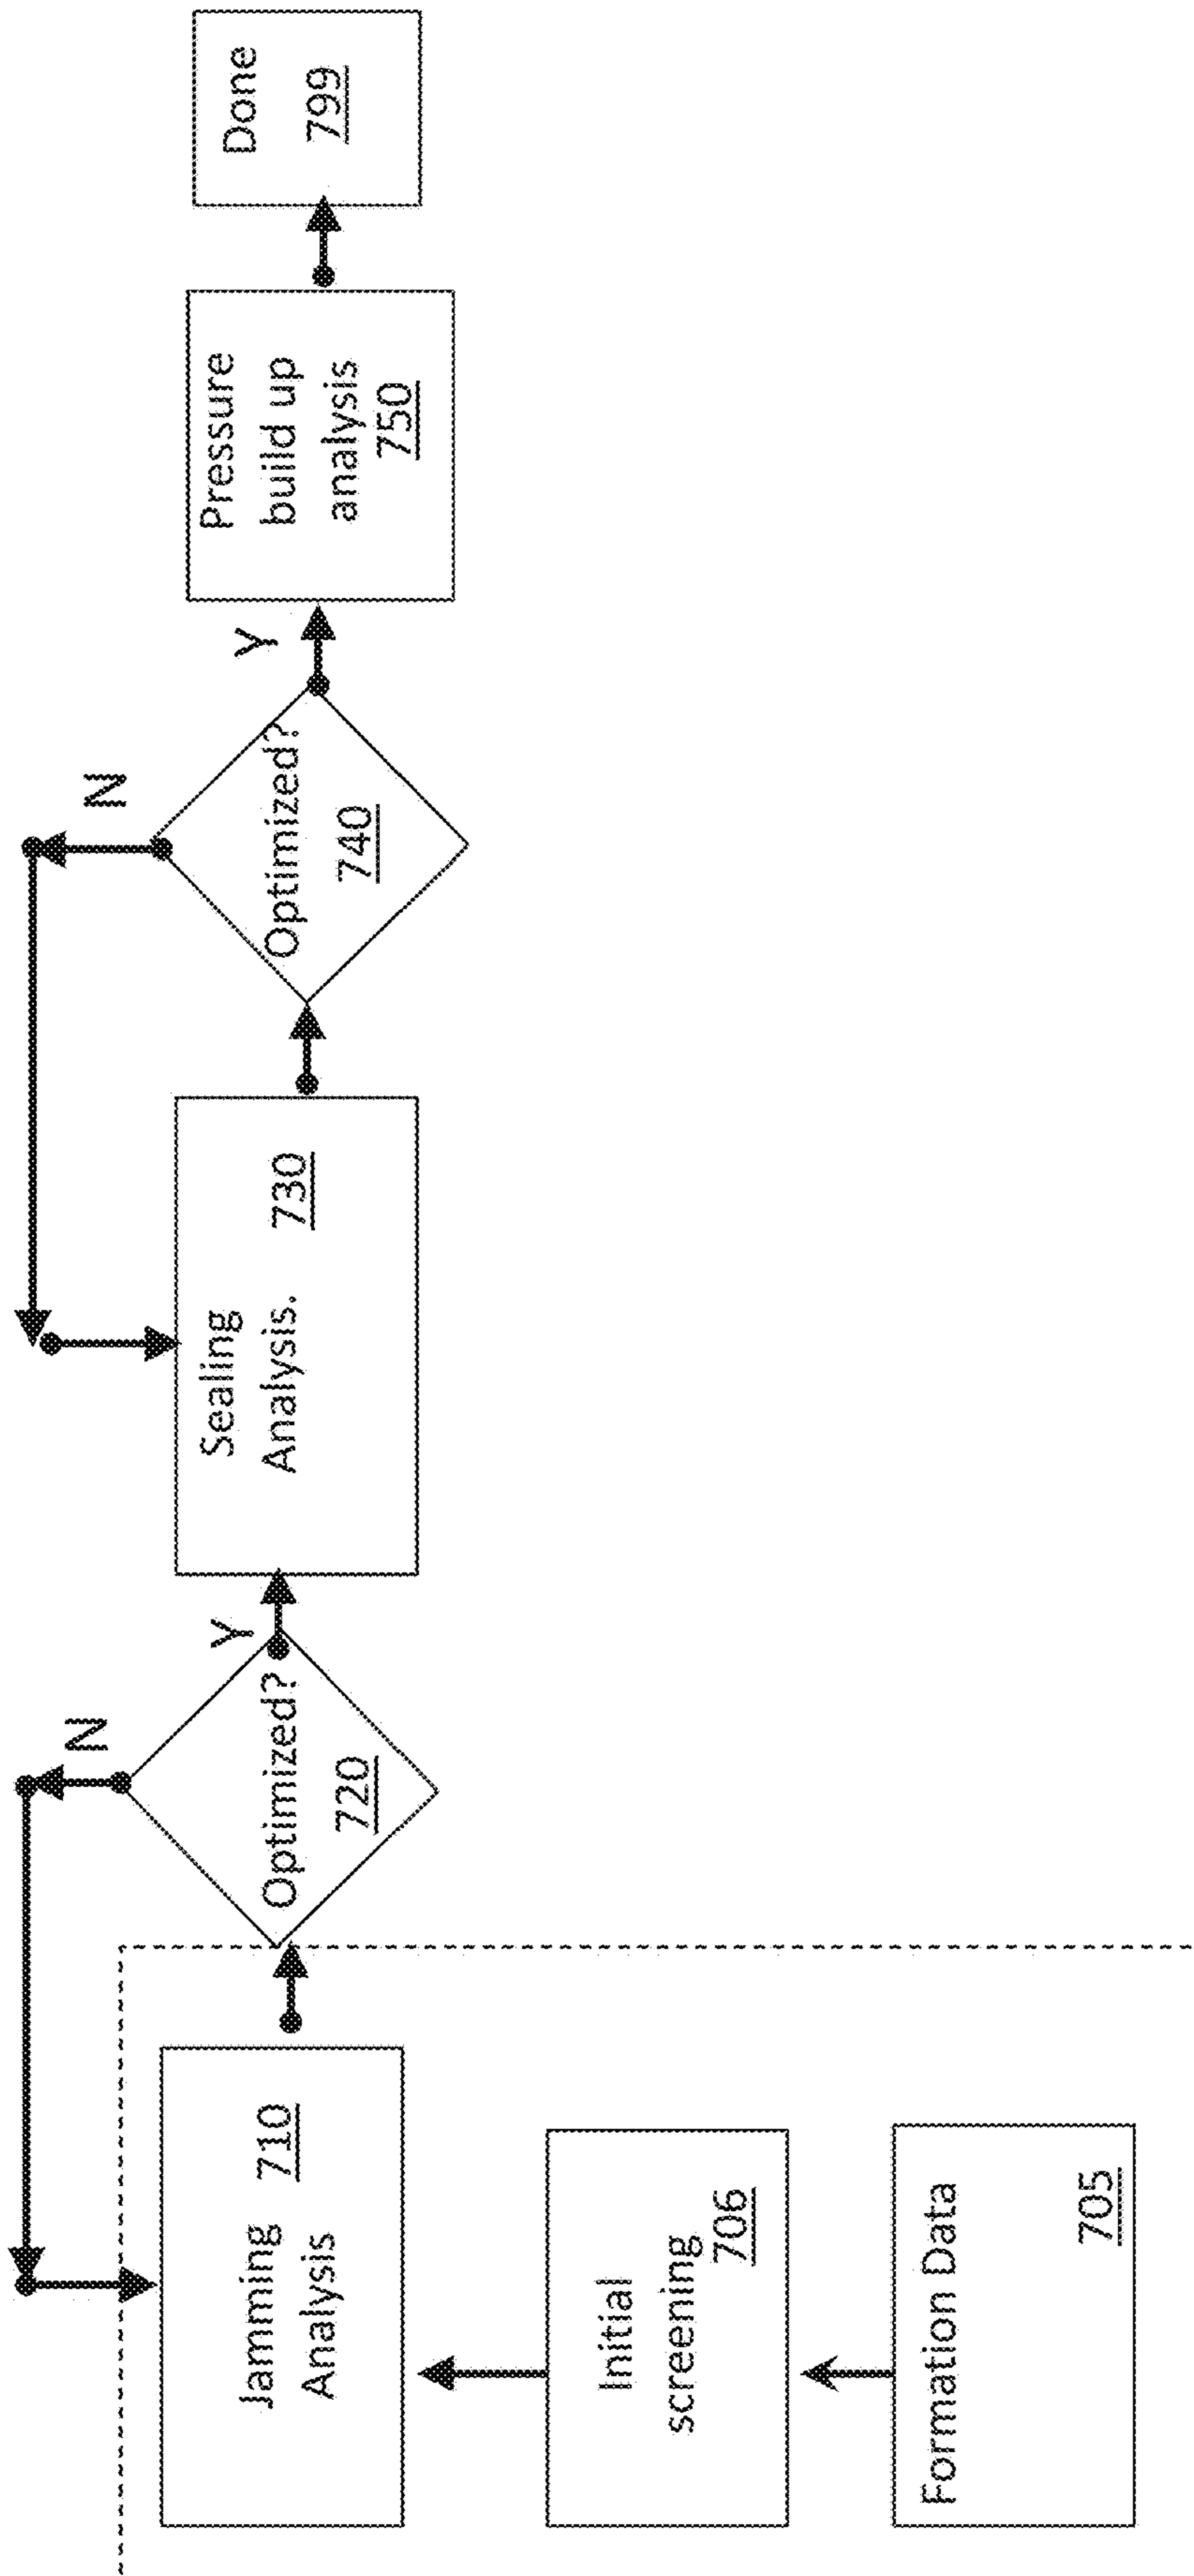 Formation Data
705
Initial
screening
706
Jamming 710
Analysis
Optimized?
720
N
Y
Sealing
Analysis. 730
Optimized?
740
N
Y
Pressure
build up
analysis
750
Done
799